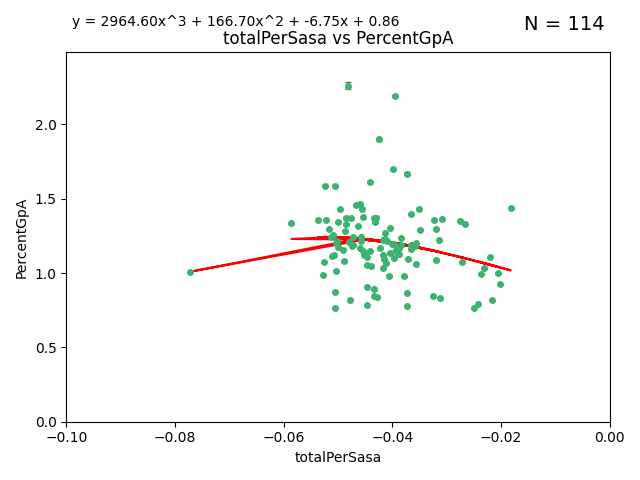 y = 2964.60x^3 + 166.70x^2 + -6.75x + 0.86
N = 114
totalPerSasa vs PercentGpA
PercentGpA
2.0
1.5
1.0
0.5
0.0
−0.10 −0.08 −0.06 −0.04 −0.02 0.00
totalPerSasa